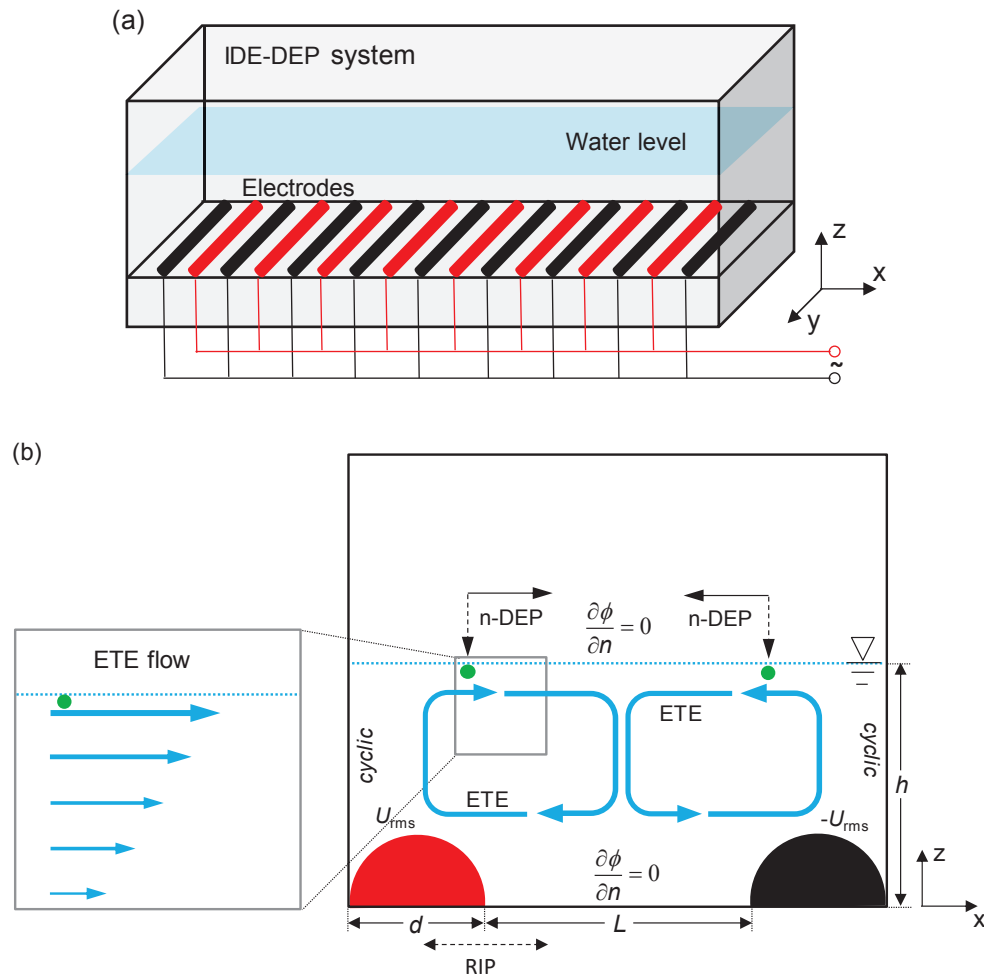 (a)
IDE-DEP system
Water level
Electrodes
z
x
y
~
(b)
ETE flow
n-DEP
∂ϕ/∂n = 0
n-DEP
ETE
cyclic
cyclic
h
ETE
U_rms
-U_rms
∂ϕ/∂n = 0
z
x
d
L
RIP